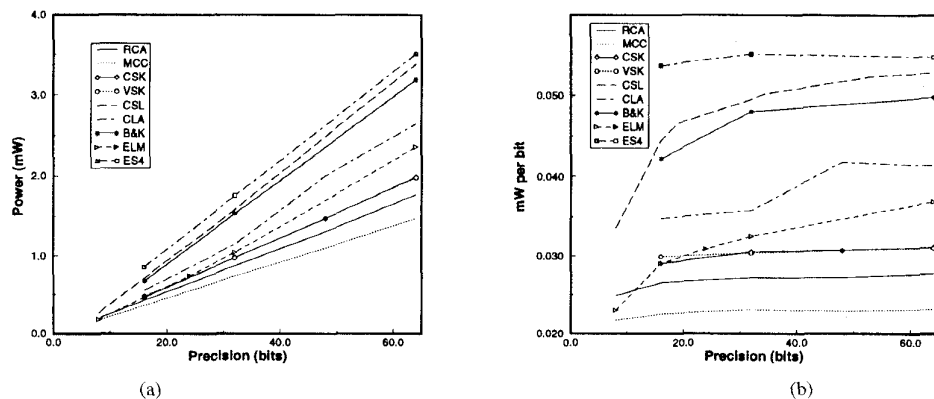 4.0
3.0
2.0
1.0
0.0
Power (mW)
RCA
MCC
CSK
VSK
CSL
CLA
B&K
ELM
ES4
0.0
20.0
40.0
60.0
Precision (bits)
(a)
0.050
0.040
0.030
0.020
mW per bit
RCA
MCC
CSK
VSK
CSL
CLA
B&K
ELM
ES4
0.0
20.0
40.0
60.0
Precision (bits)
(b)